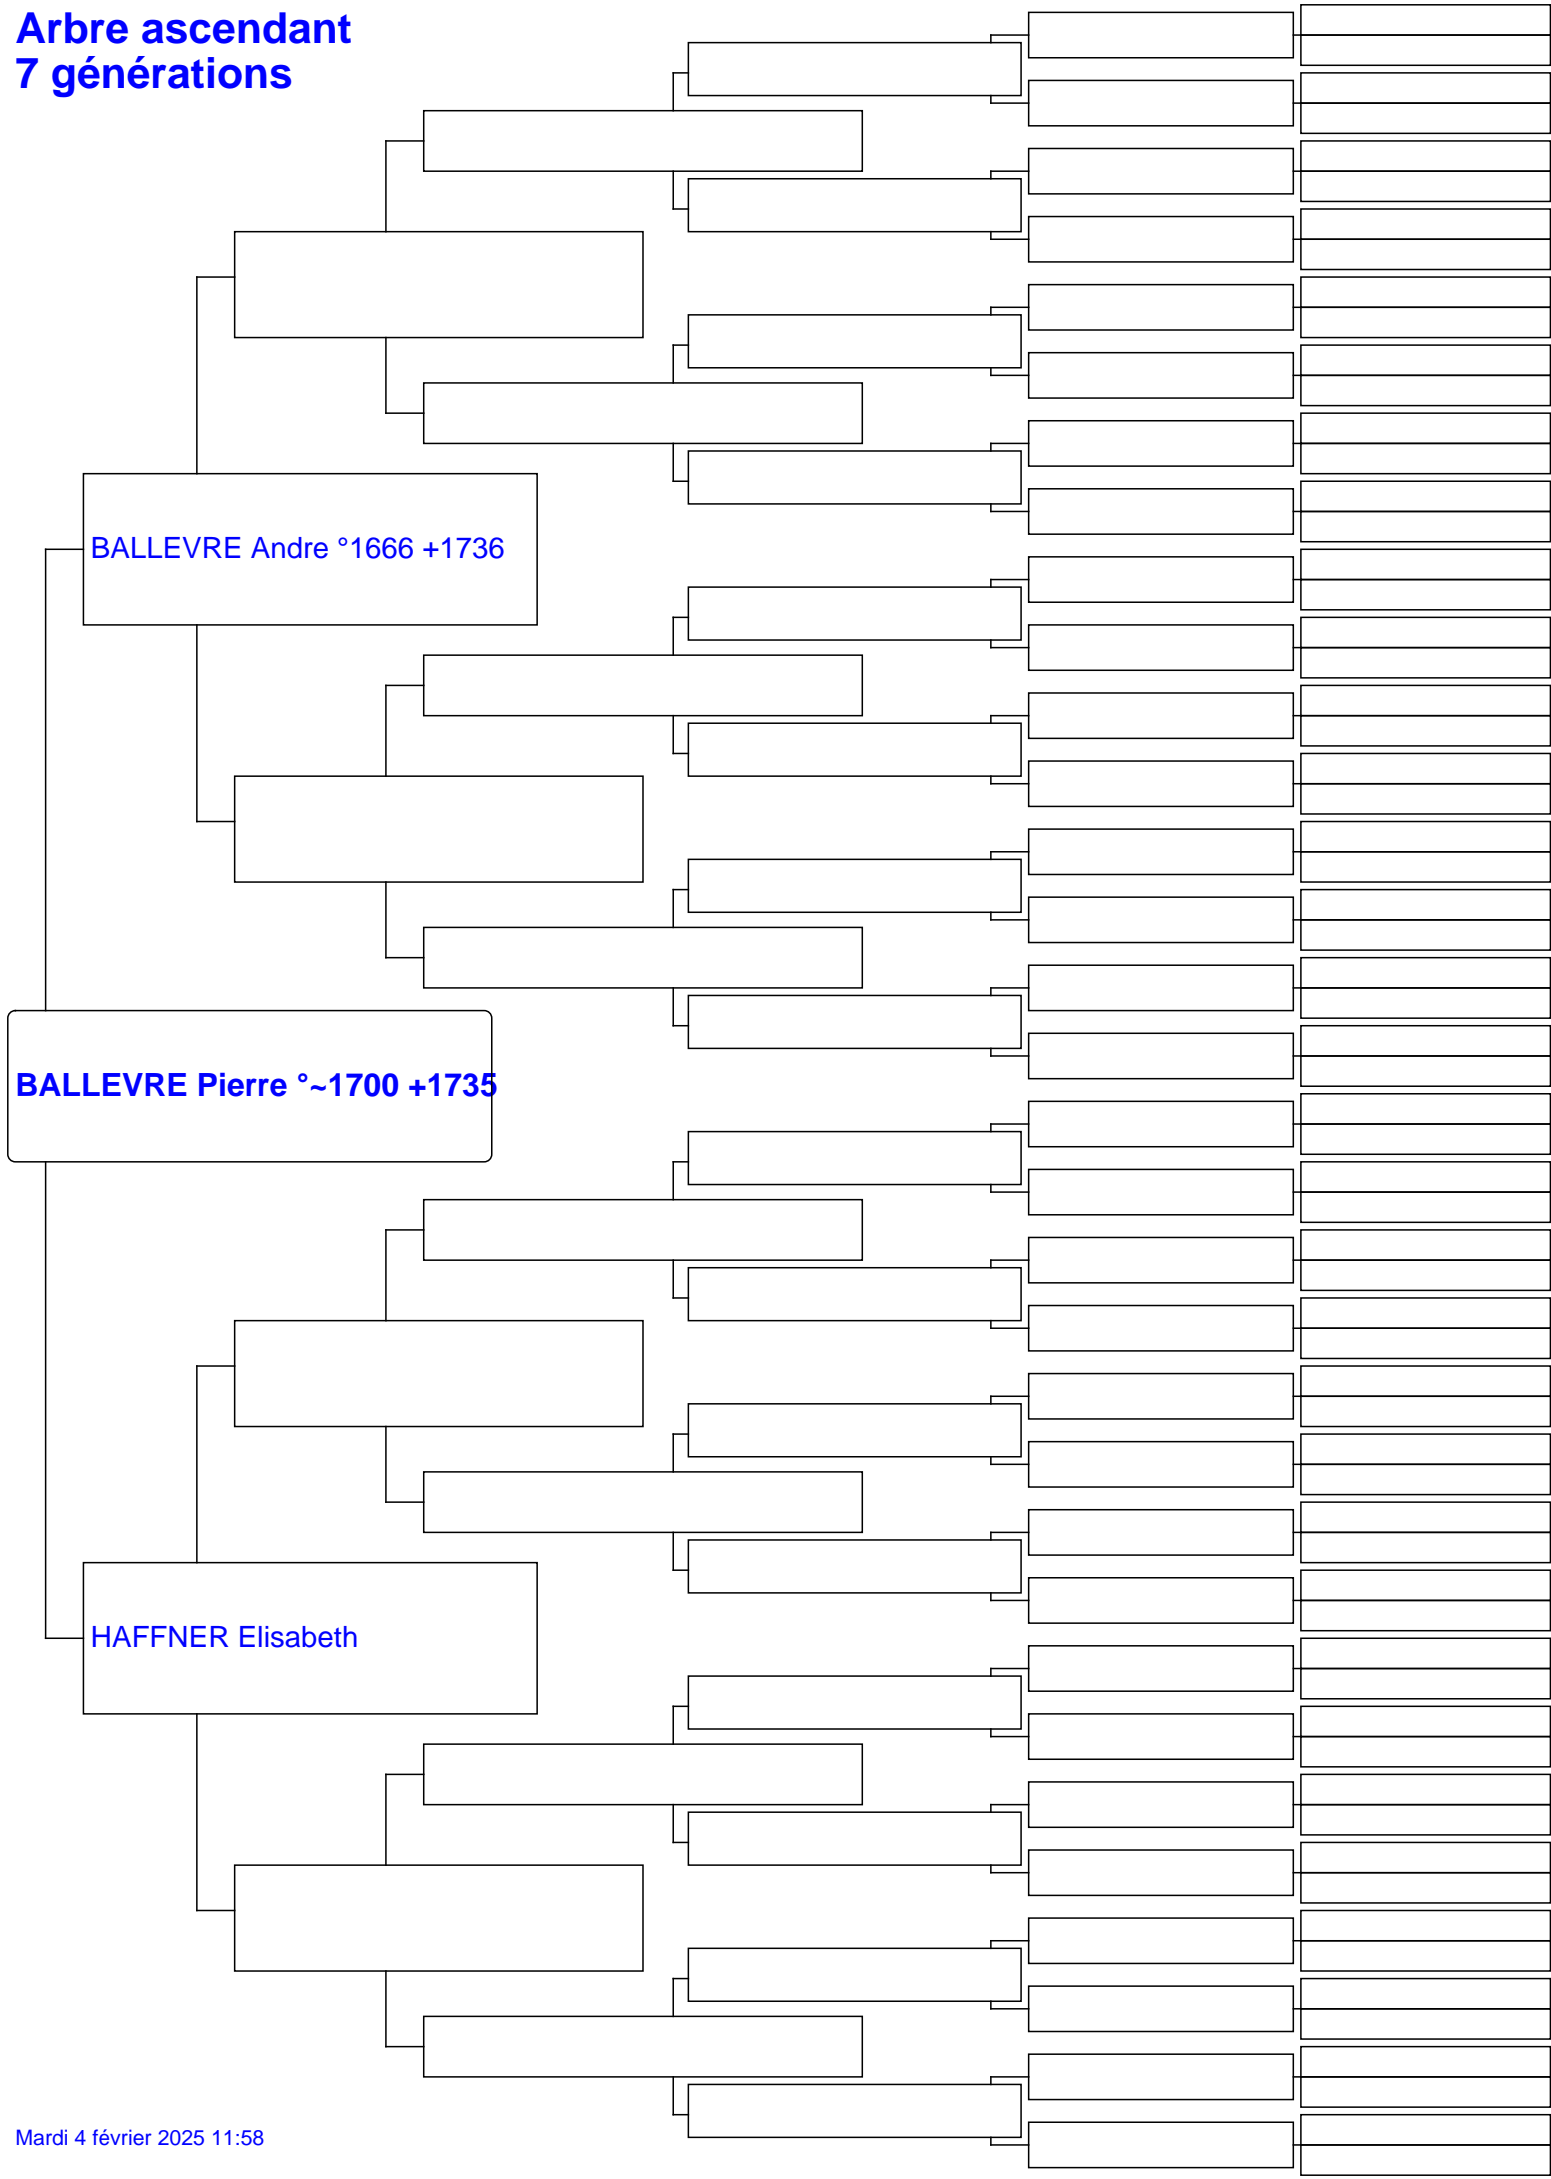 Arbre ascendant
7 générations
BALLEVRE Andre °1666 +1736
BALLEVRE Pierre °~1700 +1735
HAFFNER Elisabeth
Mardi 4 février 2025 11:58